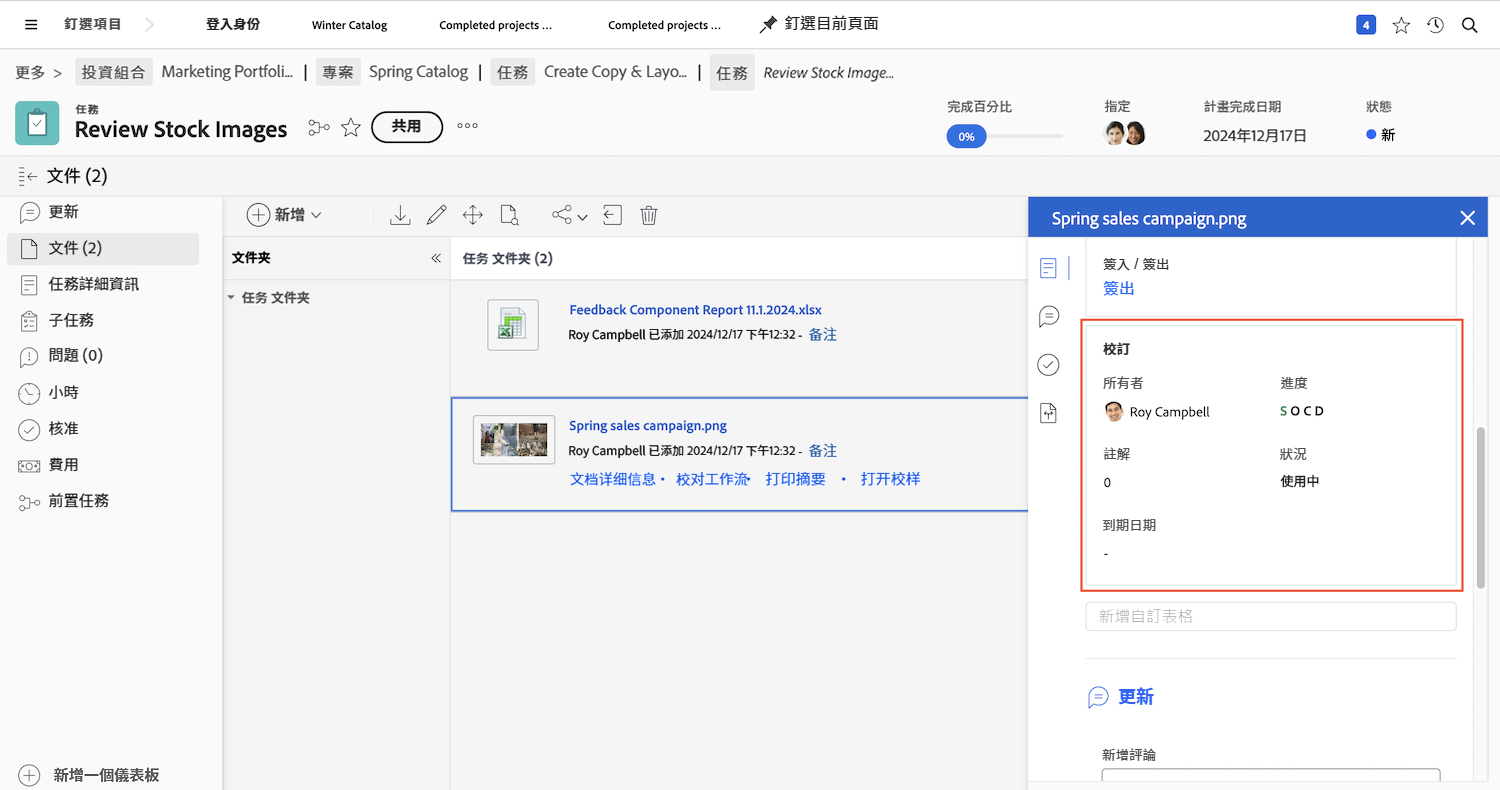 釘選項目
登入身份
Winter Catalog
Completed projects ...
Completed projects ...
釘選目前頁面
4
更多 >
投資組合 Marketing Portfoli... | 專案 Spring Catalog | 任務 Create Copy & Layo... | 任務 Review Stock Image...
任務
Review Stock Images
共用
完成百分比
0%
指定
計畫完成日期
2024年12月17日
狀態
新
文件 (2)
更新
文件 (2)
任務詳細資訊
子任務
問題 (0)
小時
核准
費用
前置任務
新增一個儀表板
新增
文件夹
任务 文件夹
任务 文件夹 (2)
Feedback Component Report 11.1.2024.xlsx
Roy Campbell 已添加 2024/12/17 下午12:32 - 备注
Spring sales campaign.png
Roy Campbell 已添加 2024/12/17 下午12:32 - 备注
文档详细信息 • 校对工作流 • 打印摘要 • 打开校样
Spring sales campaign.png
簽入 / 簽出
簽出
校訂
所有者
Roy Campbell
進度
S O C D
註解
0
狀況
使用中
到期日期
-
新增自訂表格
更新
新增評論